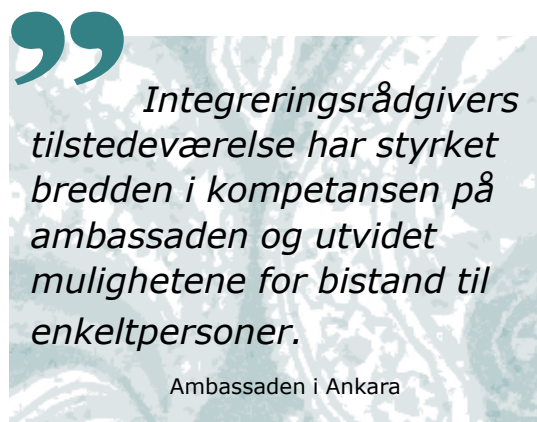 ”
Integreringsrådgivers
tilstedeværelse har styrket
bredden i kompetansen på
ambassaden og utvidet
mulighetene for bistand til
enkeltpersoner.
Ambassaden i Ankara